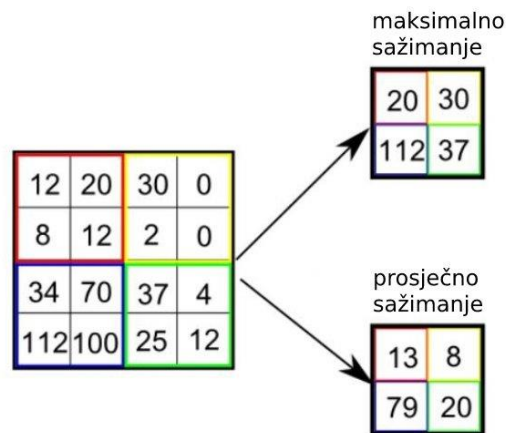 maksimalno
sažimanje
20 30
112 37
12 20 30 0
8 12 2 0
34 70 37 4
112 100 25 12
prosječno
sažimanje
13 8
79 20